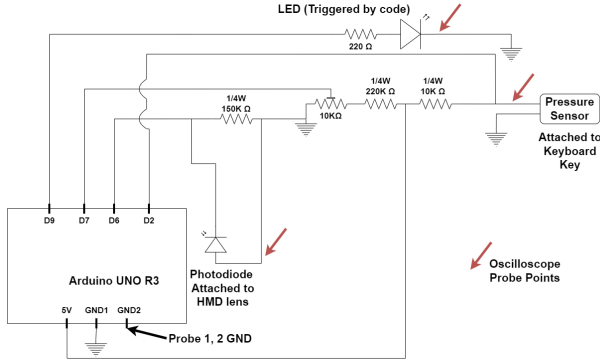 LED (Triggered by code)
220 Ω
1/4W
150K Ω
10KΩ
1/4W
220K Ω
1/4W
10K Ω
Pressure
Sensor
Attached to
Keyboard
Key
D9
D7
D6
D2
Arduino UNO R3
5V
GND1
GND2
Photodiode
Attached to
HMD lens
Oscilloscope
Probe Points
Probe 1, 2 GND